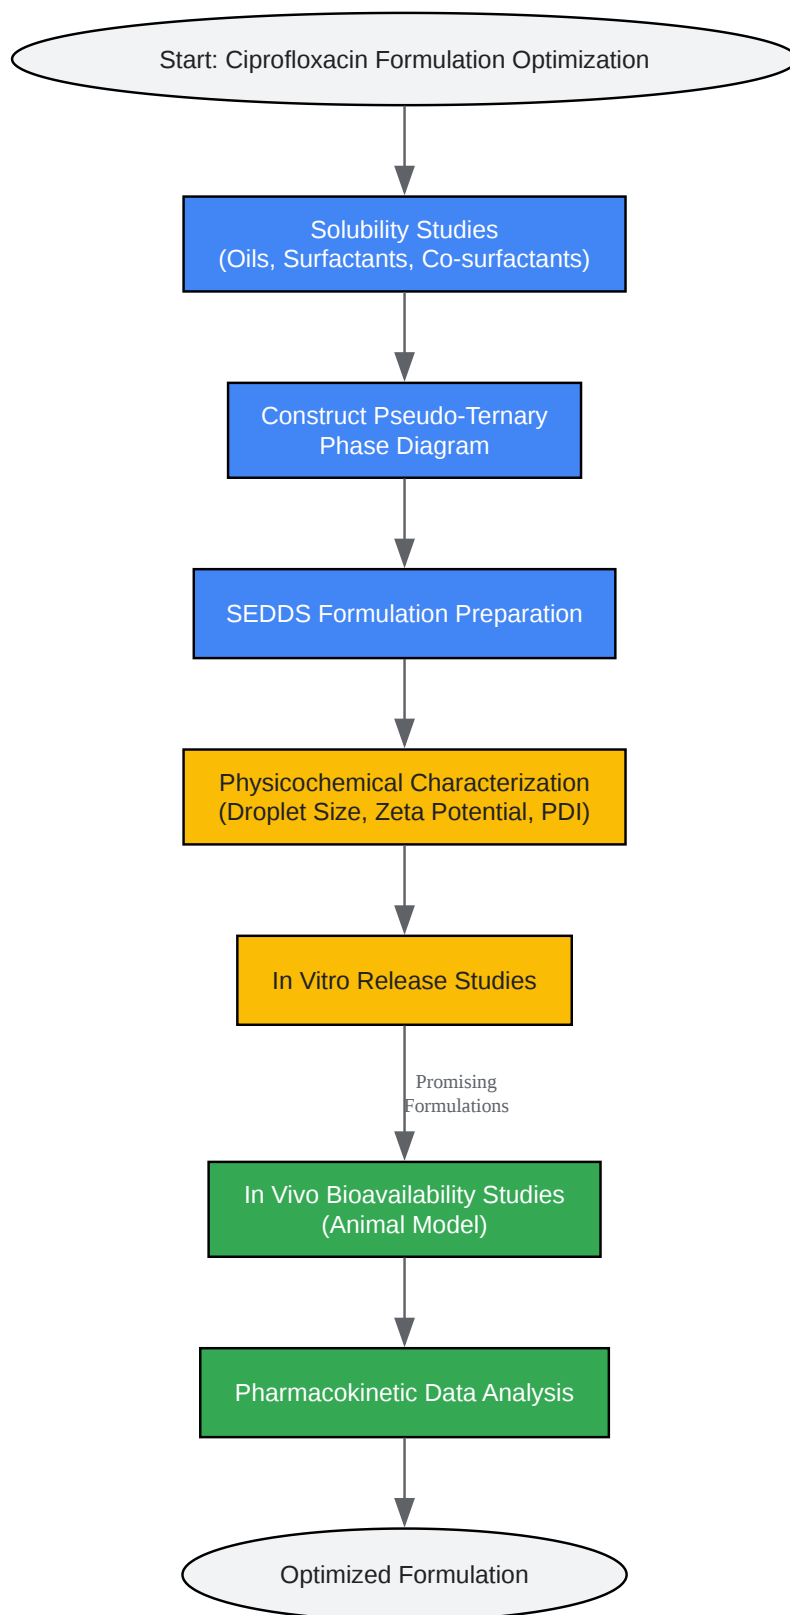 Start: Ciprofloxacin Formulation Optimization
Solubility Studies
(Oils, Surfactants, Co-surfactants)
Construct Pseudo-Ternary
Phase Diagram
SEDDS Formulation Preparation
Physicochemical Characterization
(Droplet Size, Zeta Potential, PDI)
In Vitro Release Studies
Promising
Formulations
In Vivo Bioavailability Studies
(Animal Model)
Pharmacokinetic Data Analysis
Optimized Formulation